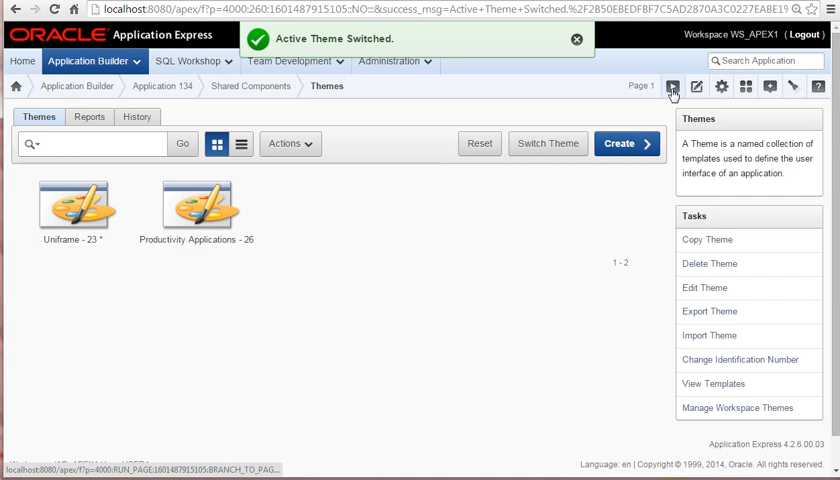 localhost:8080/apex/f?p=4000:260:1601487915105:NO:::&success_msg=Active+Theme+Switched.%2F2B50EBEDFBF7C5AD2870A3C0227EABE19
ORACLE Application Express
Active Theme Switched.
Workspace WS_APEX1 ( Logout )
Home Application Builder SQL Workshop Team Development Administration
Search Application
Application Builder Application 134 Shared Components Themes
Page 1
Themes Reports History
Go Actions Reset Switch Theme Create
Uniframe - 23 *
Productivity Applications - 26
1 - 2
Themes
A Theme is a named collection of
templates used to define the user
interface of an application.
Tasks
Copy Theme
Delete Theme
Edit Theme
Export Theme
Import Theme
Change Identification Number
View Templates
Manage Workspace Themes
Application Express 4.2.6.00.03
Language: en | Copyright © 1999, 2014, Oracle. All rights reserved.
localhost:8080/apex/f?p=4000:RUN_PAGE:1601487915105:BRANCH_TO_PAG...